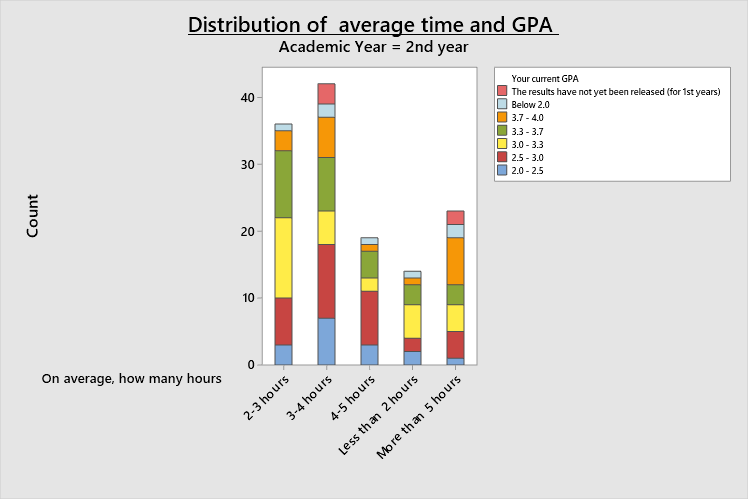 Distribution of average time and GPA
Academic Year = 2nd year
Your current GPA
The results have not yet been released (for 1st years)
Below 2.0
3.7 - 4.0
3.3 - 3.7
3.0 - 3.3
2.5 - 3.0
2.0 - 2.5
Count
40
30
20
10
0
On average, how many hours
2-3 hours
3-4 hours
4-5 hours
Less than 2 hours
More than 5 hours